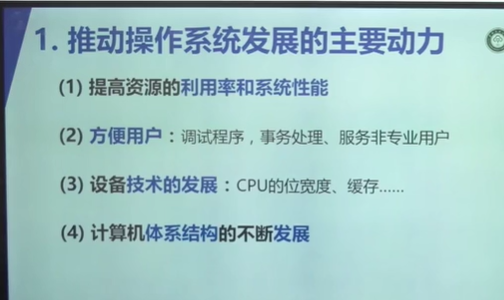 1. 推动操作系统发展的主要动力
(1) 提高资源的利用率和系统性能
(2) 方便用户：调试程序，事务处理、服务非专业用户
(3) 设备技术的发展：CPU的位宽度、缓存……
(4) 计算机体系结构的不断发展